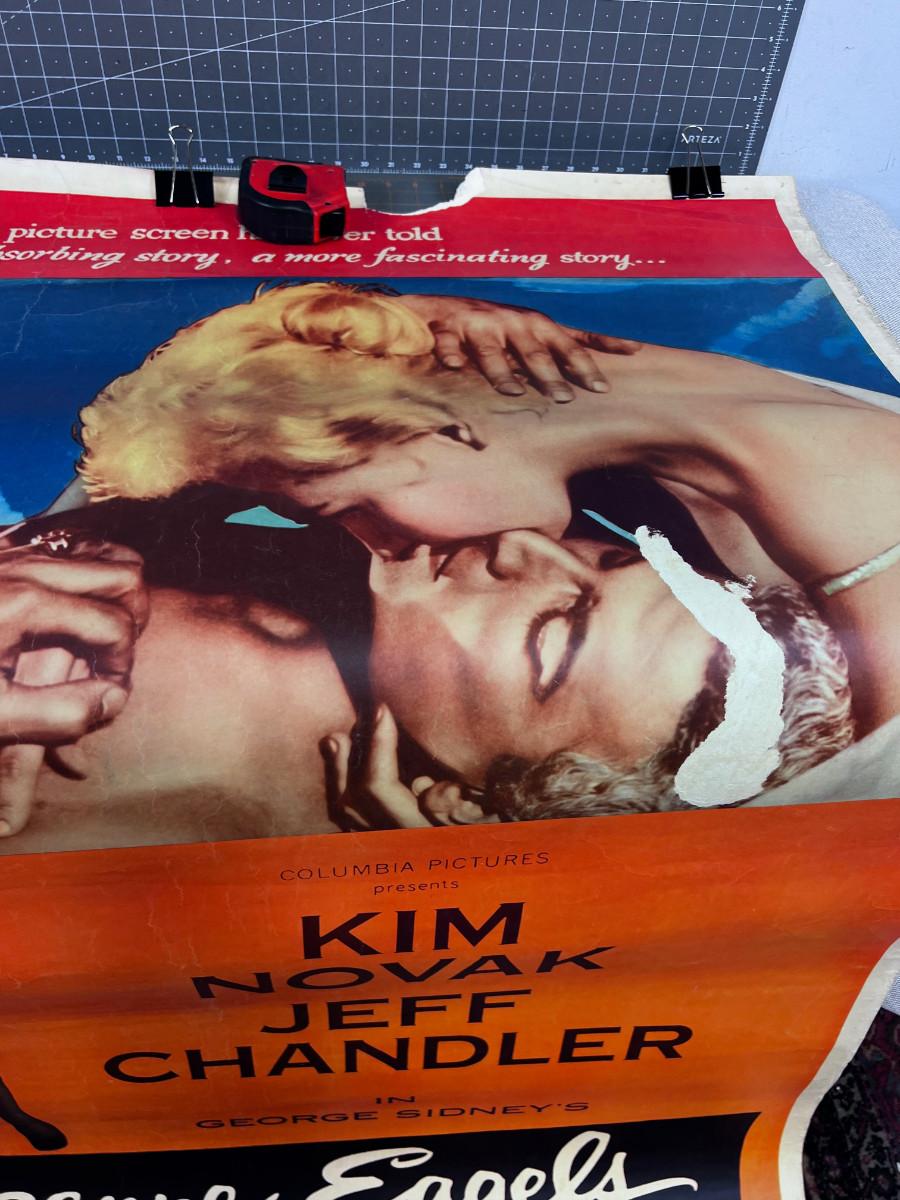 ARTEZA
picture screen h er told
sorbing story, a more fascinating story...
COLUMBIA PICTURES
presents
KIM
NOVAK
JEFF
CHANDLER
IN
GEORGE SIDNEY'S
Eagels